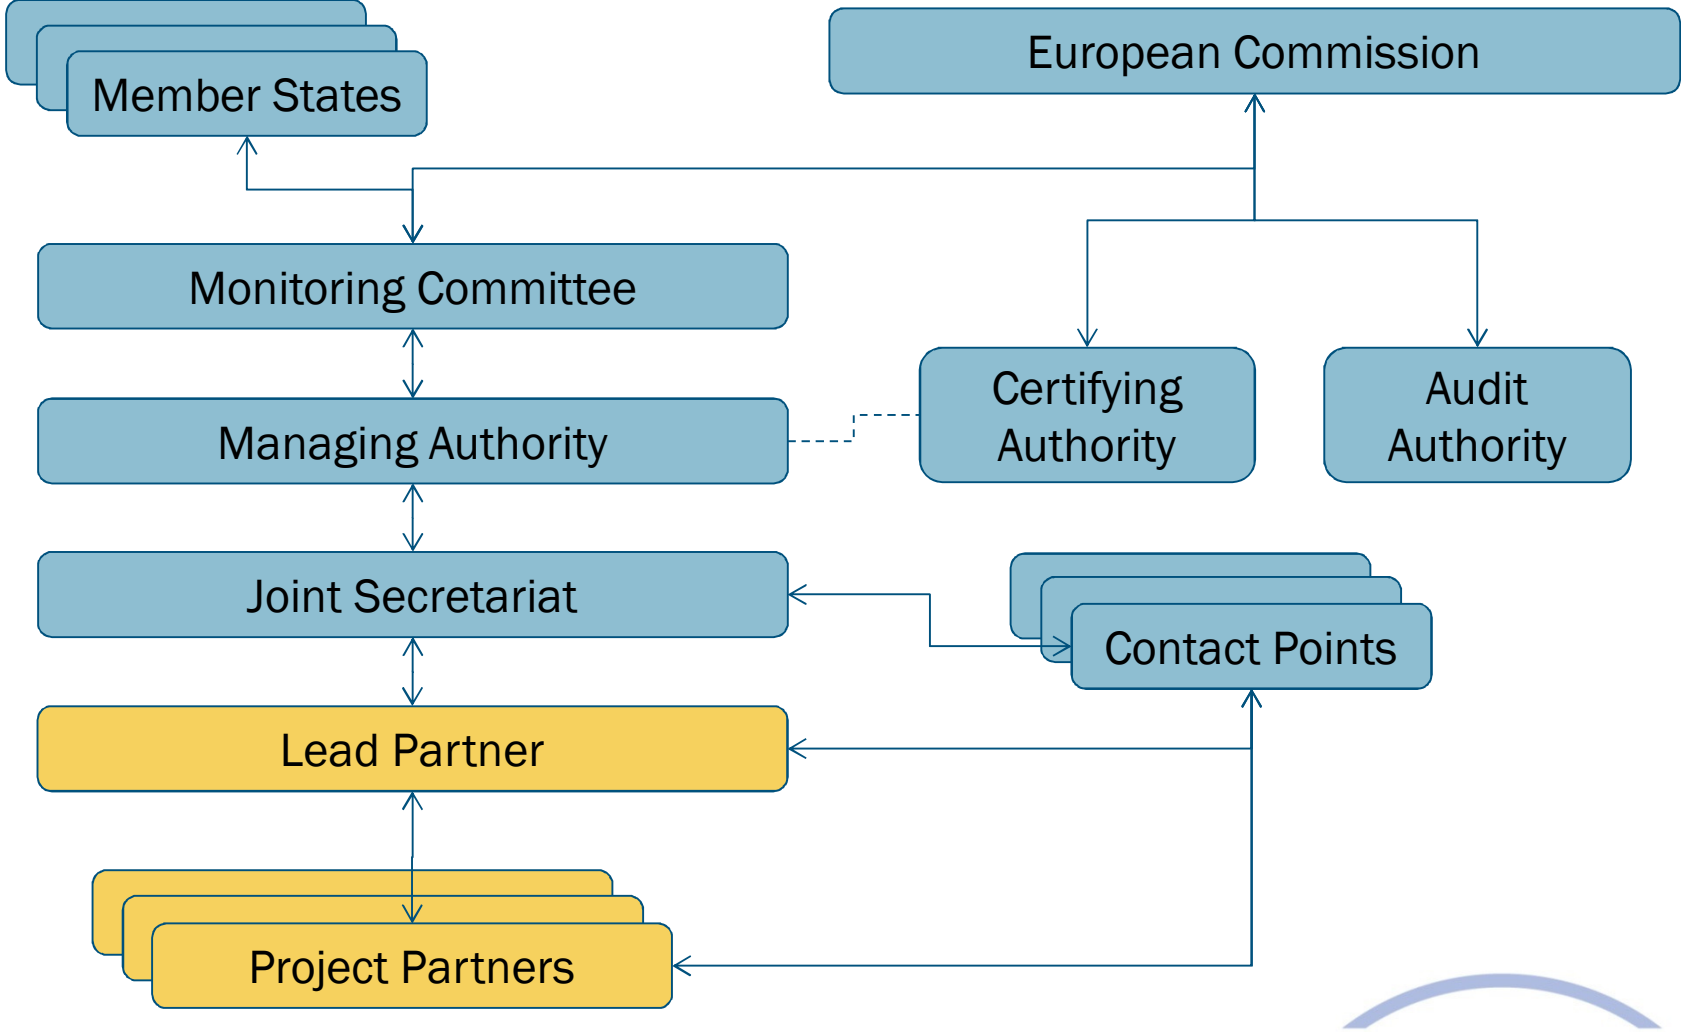 Member States
European Commission
Monitoring Committee
Managing Authority
Certifying
Authority
Audit
Authority
Joint Secretariat
Contact Points
Lead Partner
Project Partners